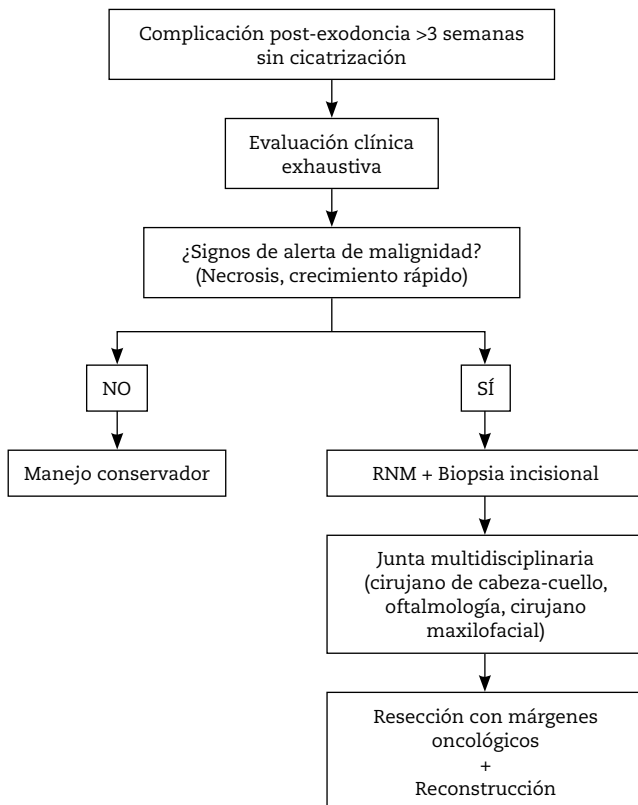 Complicación post-exodoncia >3 semanas
sin cicatrización
Evaluación clínica
exhaustiva
¿Signos de alerta de malignidad?
(Necrosis, crecimiento rápido)
NO
SÍ
Manejo conservador
RNM + Biopsia incisional
Junta multidisciplinaria
(cirujano de cabeza-cuello,
oftalmología, cirujano
maxilofacial)
Resección con márgenes
oncológicos
+
Reconstrucción